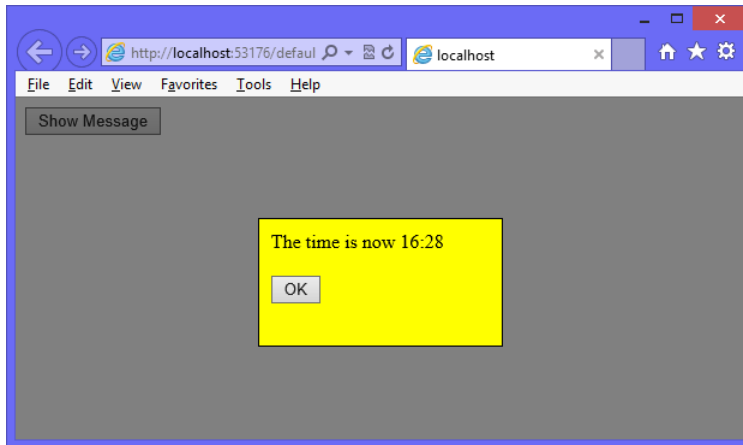 http://localhost:53176/defaul
localhost
File Edit View Favorites Tools Help
Show Message
The time is now 16:28
OK